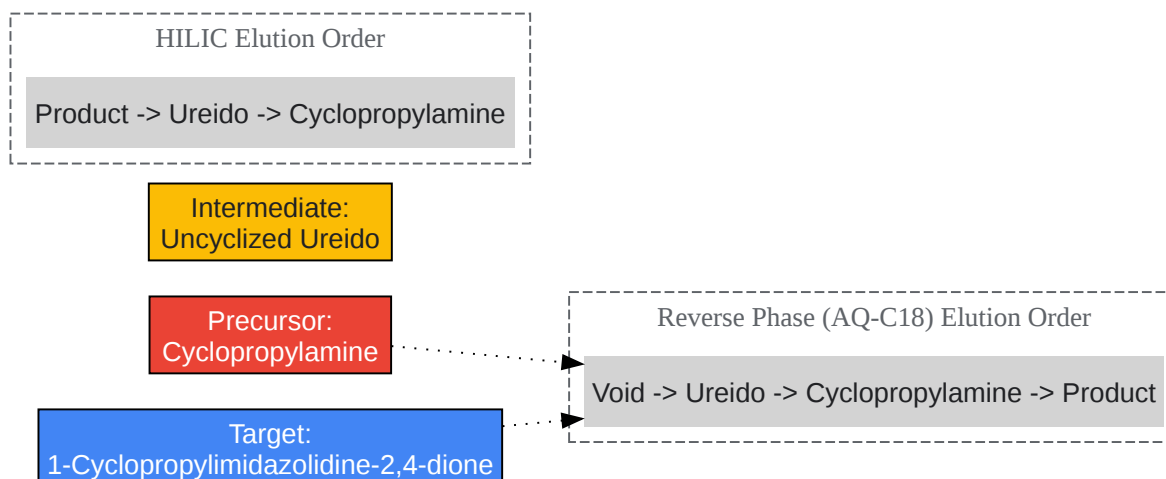 HILIC Elution Order
Product -> Ureido -> Cyclopropylamine
Intermediate:
Uncyclized Ureido
Precursor:
Cyclopropylamine
Target:
1-Cyclopropylimidazolidine-2,4-dione
Reverse Phase (AQ-C18) Elution Order
Void -> Ureido -> Cyclopropylamine -> Product